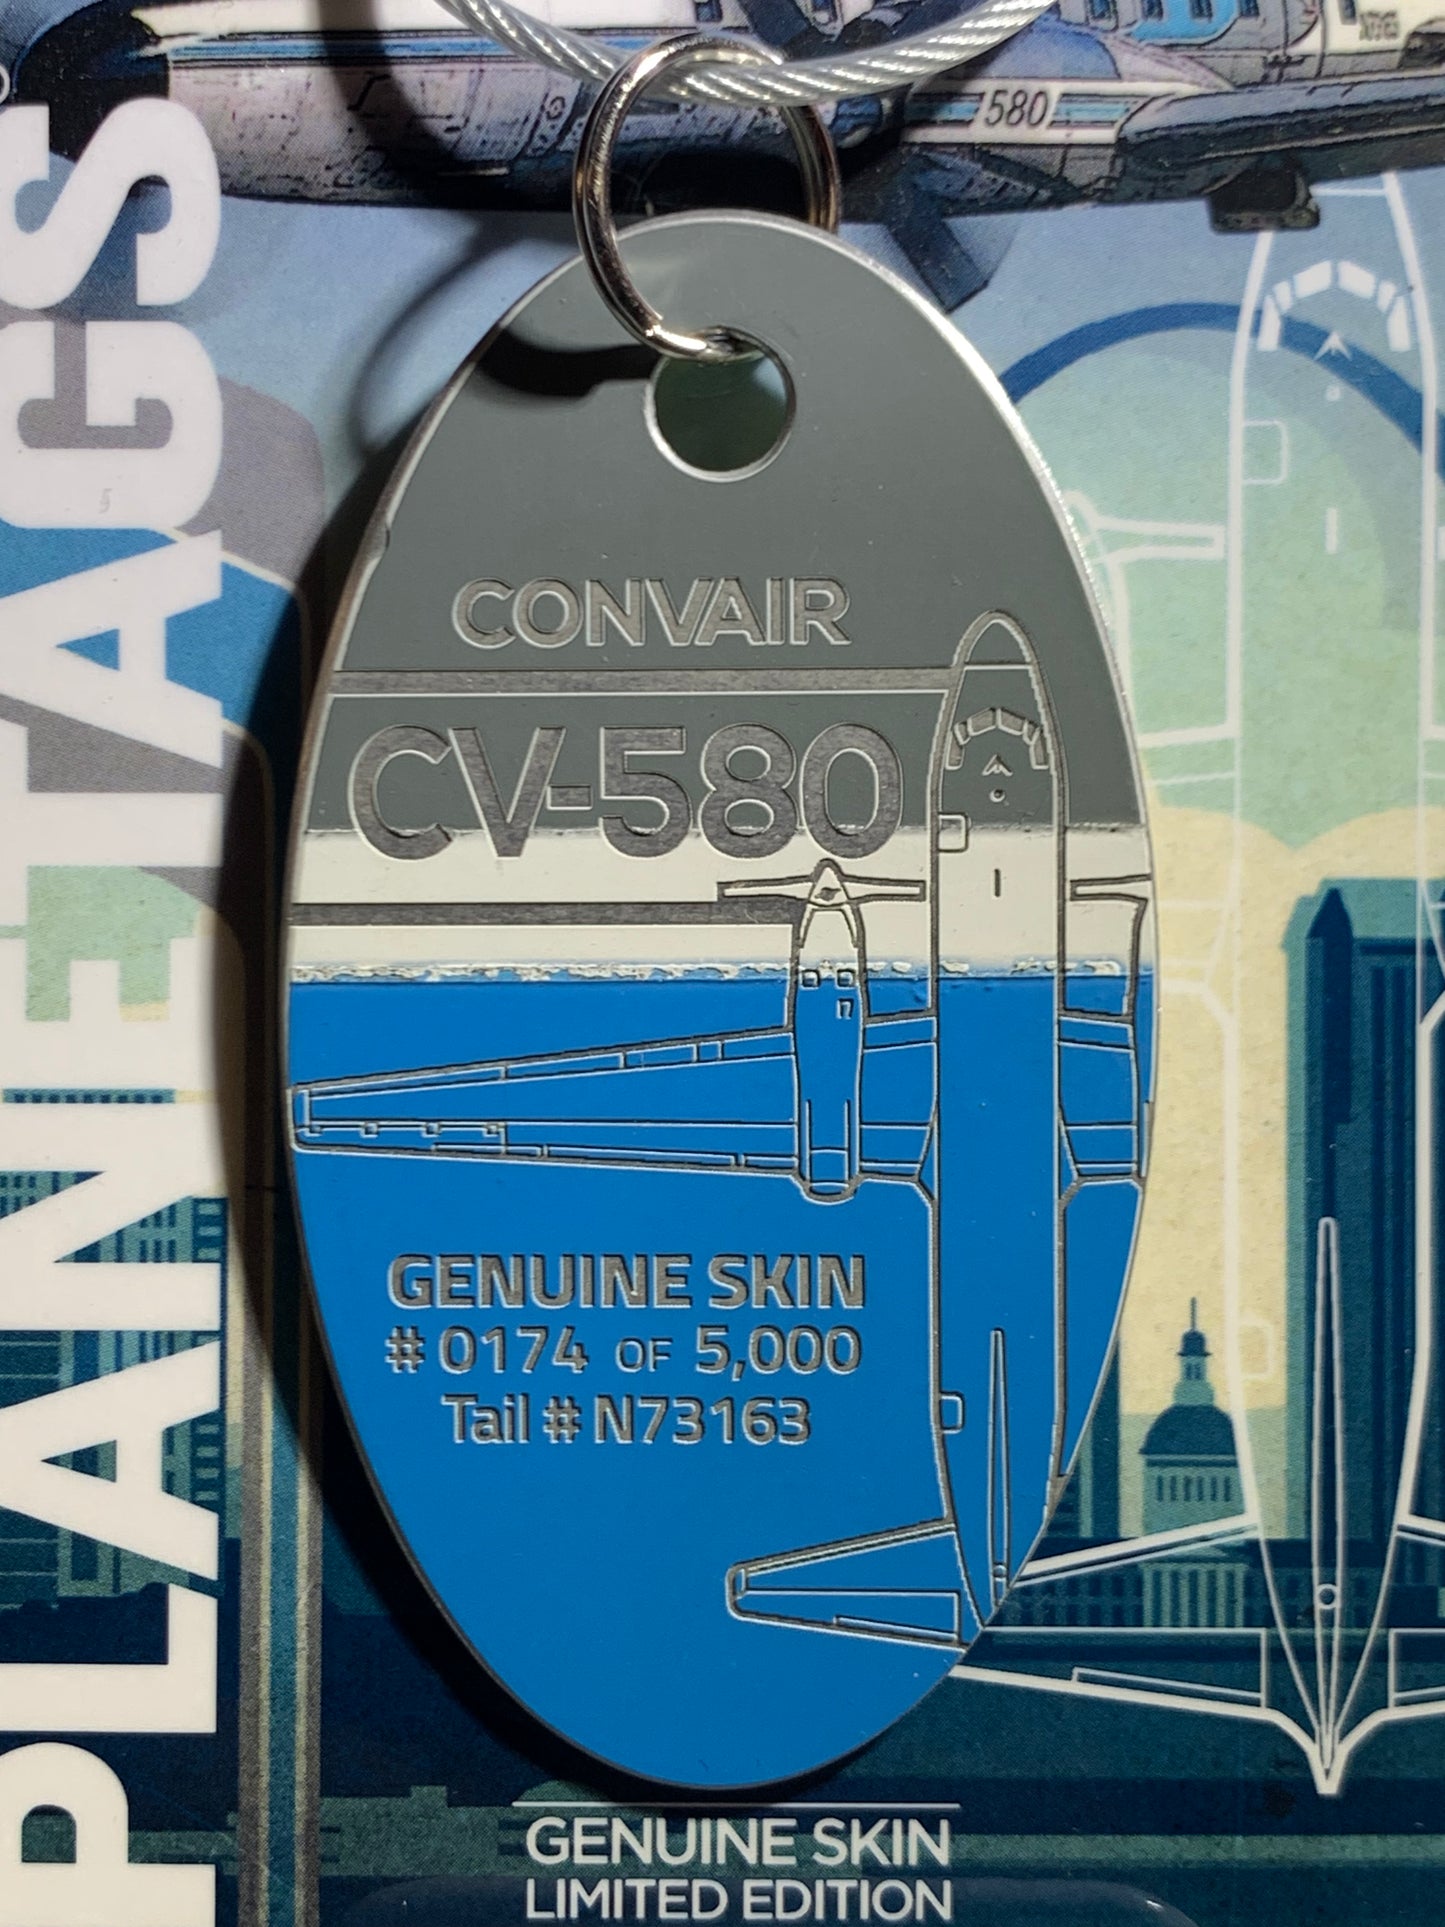 580
PLANETAGS
CONVAIR
CV-580
GENUINE SKIN
# 0174 OF 5,000
Tail # N73163
GENUINE SKIN
LIMITED EDITION